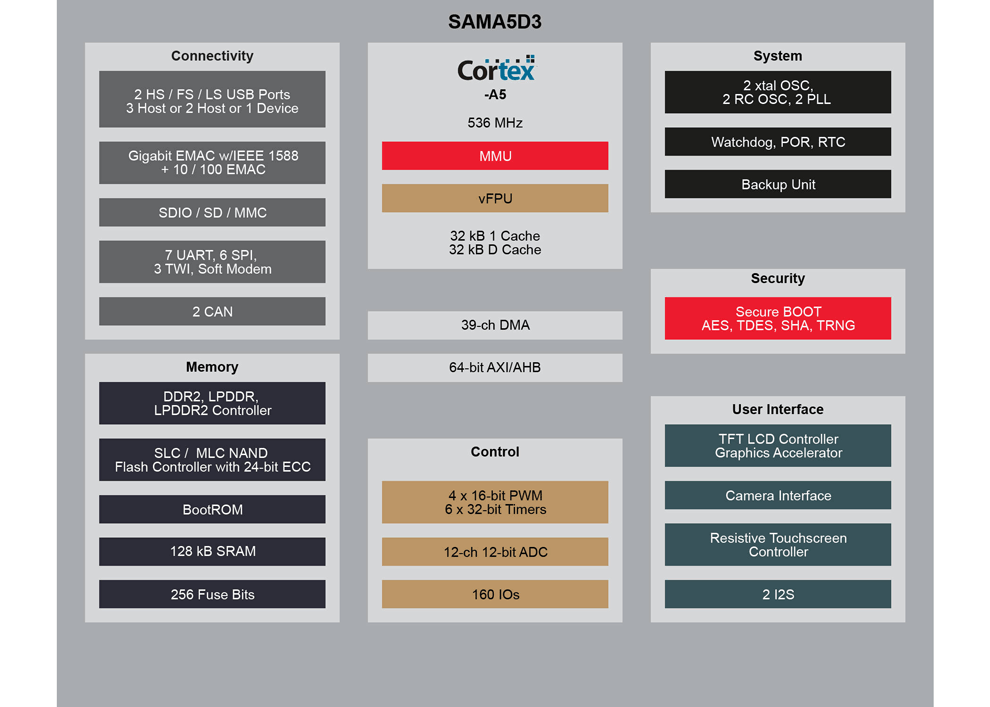 SAMA5D3
Connectivity
2 HS / FS / LS USB Ports
3 Host or 2 Host or 1 Device
Gigabit EMAC w/IEEE 1588
+ 10 / 100 EMAC
SDIO / SD / MMC
7 UART, 6 SPI,
3 TWI, Soft Modem
2 CAN
Memory
DDR2, LPDDR,
LPDDR2 Controller
SLC / MLC NAND
Flash Controller with 24-bit ECC
BootROM
128 kB SRAM
256 Fuse Bits
Cortex
-A5
536 MHz
MMU
vFPU
32 kB 1 Cache
32 kB D Cache
39-ch DMA
64-bit AXI/AHB
Control
4 x 16-bit PWM
6 x 32-bit Timers
12-ch 12-bit ADC
160 IOs
System
2 xtal OSC,
2 RC OSC, 2 PLL
Watchdog, POR, RTC
Backup Unit
Security
Secure BOOT
AES, TDES, SHA, TRNG
User Interface
TFT LCD Controller
Graphics Accelerator
Camera Interface
Resistive Touchscreen
Controller
2 I2S